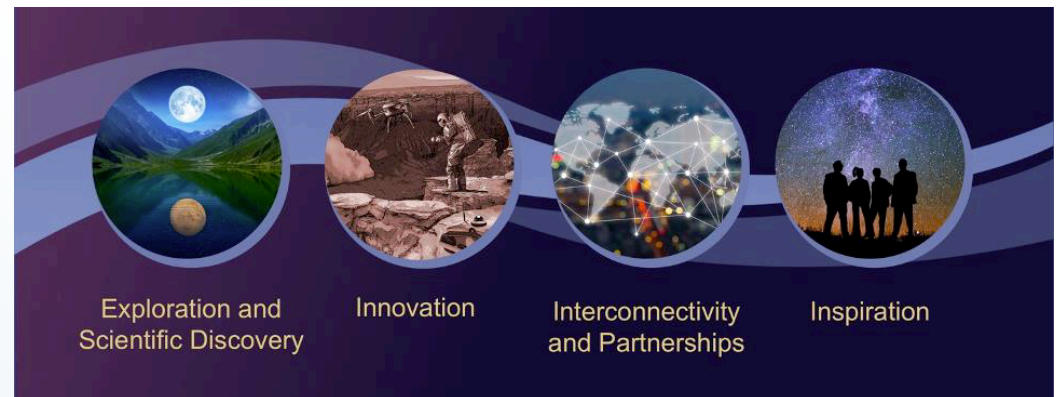 Exploration and
Scientific Discovery
Innovation
Interconnectivity
and Partnerships
Inspiration